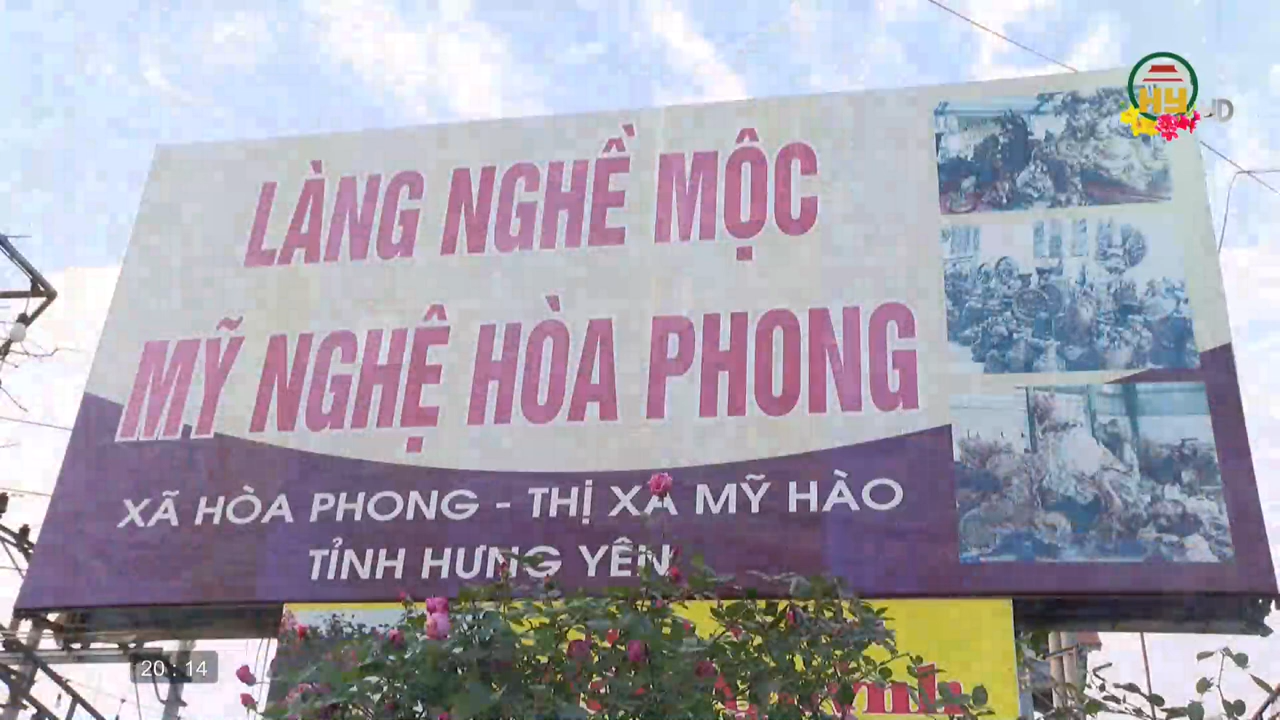 LÀNG NGHỀ MỘC
MỸ NGHỆ HÒA PHONG
XÃ HÒA PHONG - THỊ XÃ MỸ HÀO
TỈNH HƯNG YÊN
HY
20 : 14